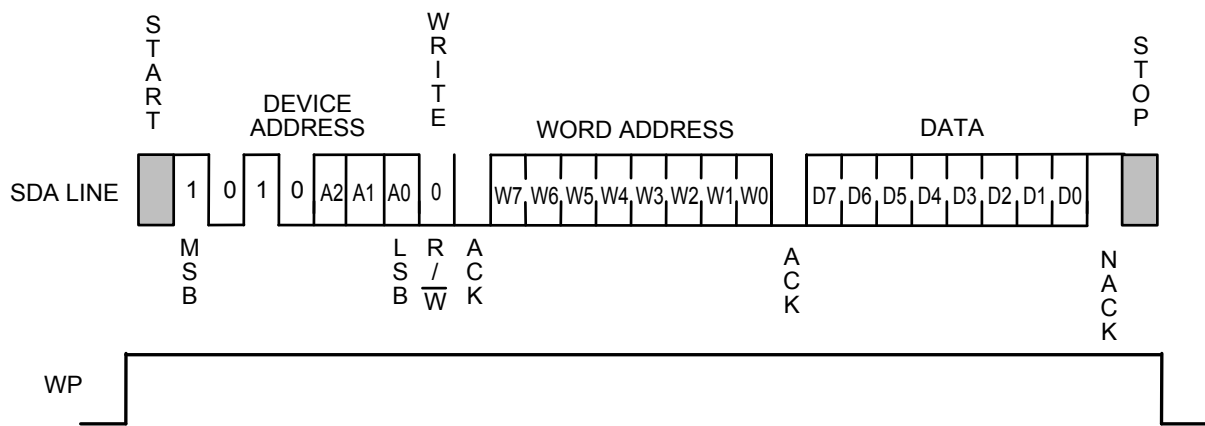 START
WRITE
STOP
DEVICE
ADDRESS
WORD ADDRESS
DATA
SDA LINE
1 0 1 0 A2 A1 A0 0 W7 W6 W5 W4 W3 W2 W1 W0 D7 D6 D5 D4 D3 D2 D1 D0
MSB
LSB
R/W
ACK
ACK
NACK
WP